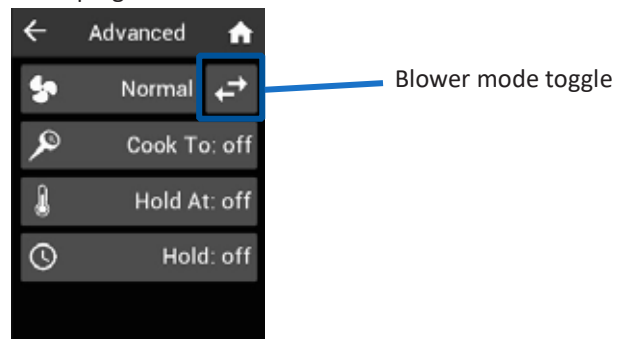 Advanced
Normal
Blower mode toggle
Cook To: off
Hold At: off
Hold: off